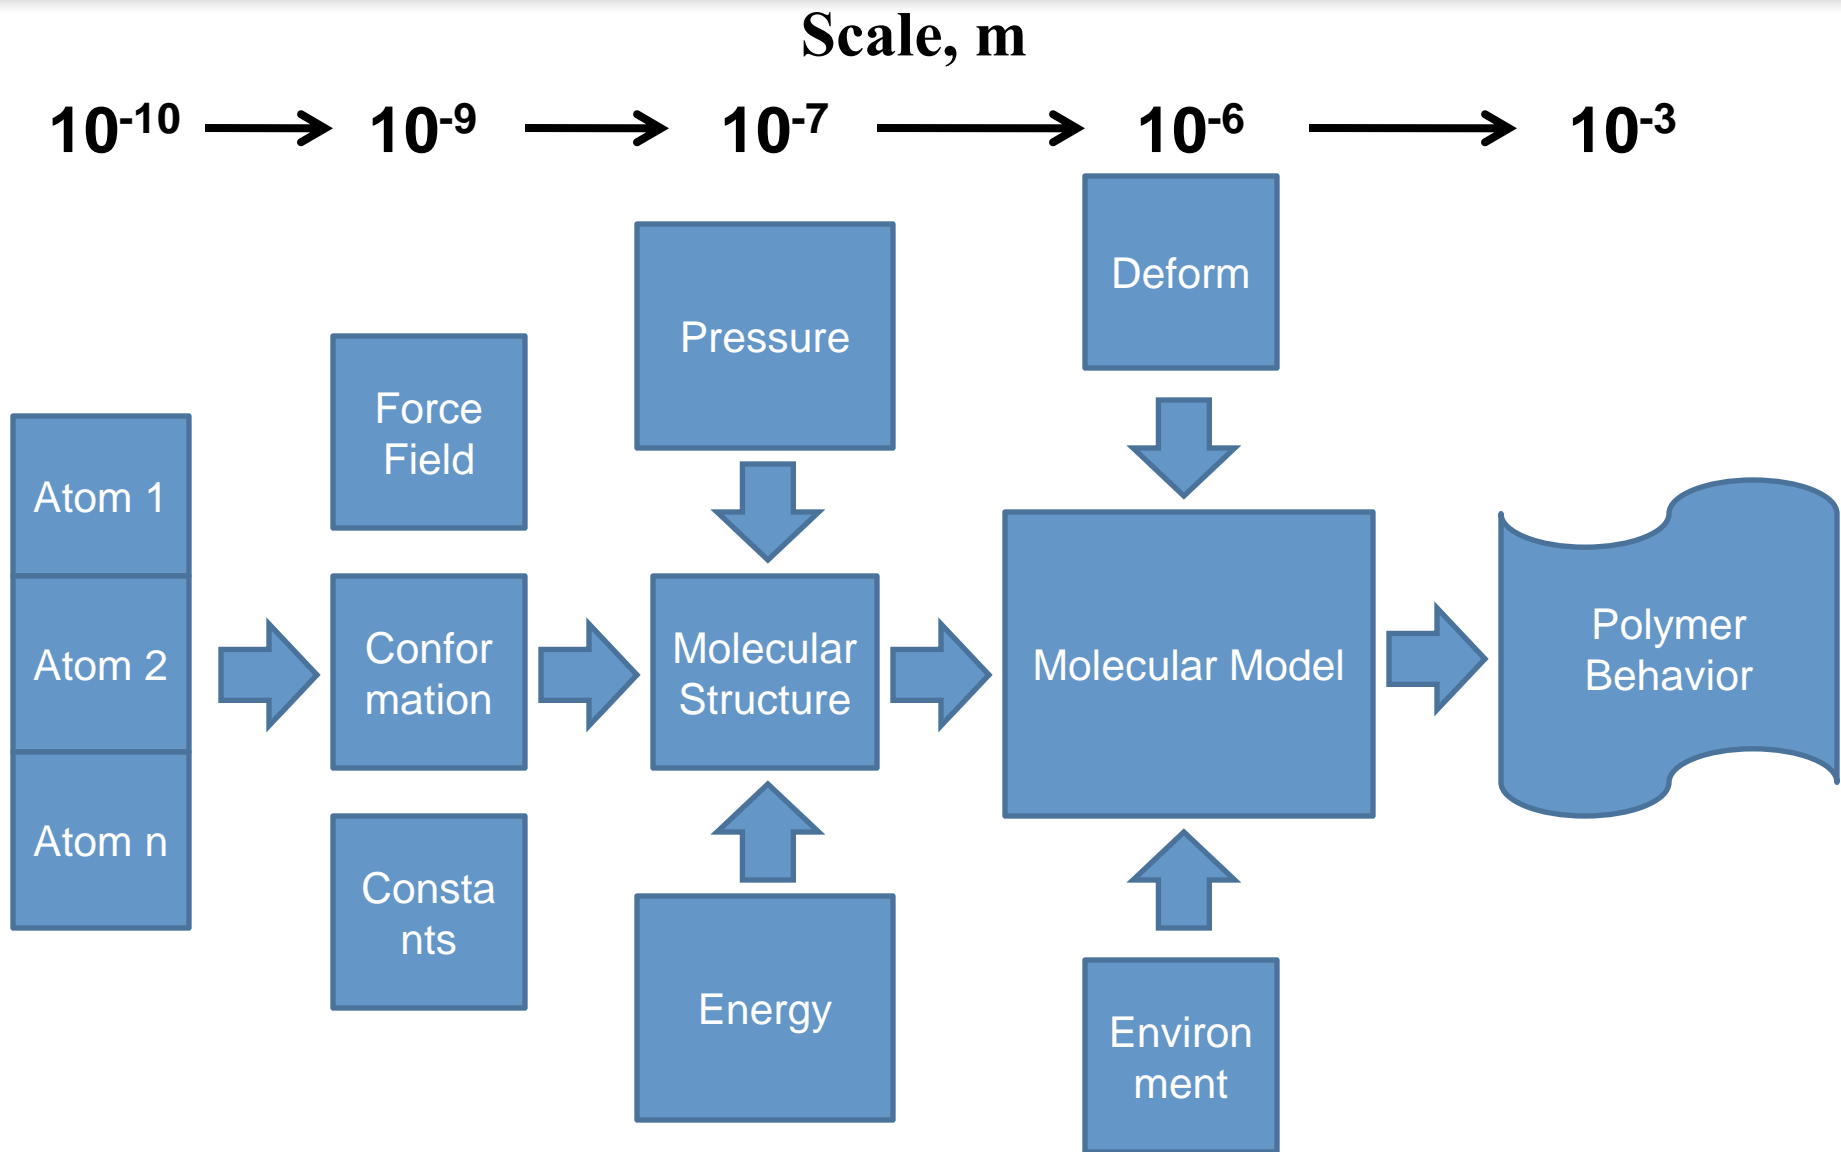 Scale, m
10⁻¹⁰ 10⁻⁹ 10⁻⁷ 10⁻⁶ 10⁻³
Atom 1
Atom 2
Atom n
Force
Field
Confor
mation
Consta
nts
Pressure
Molecular
Structure
Energy
Deform
Molecular Model
Environ
ment
Polymer
Behavior